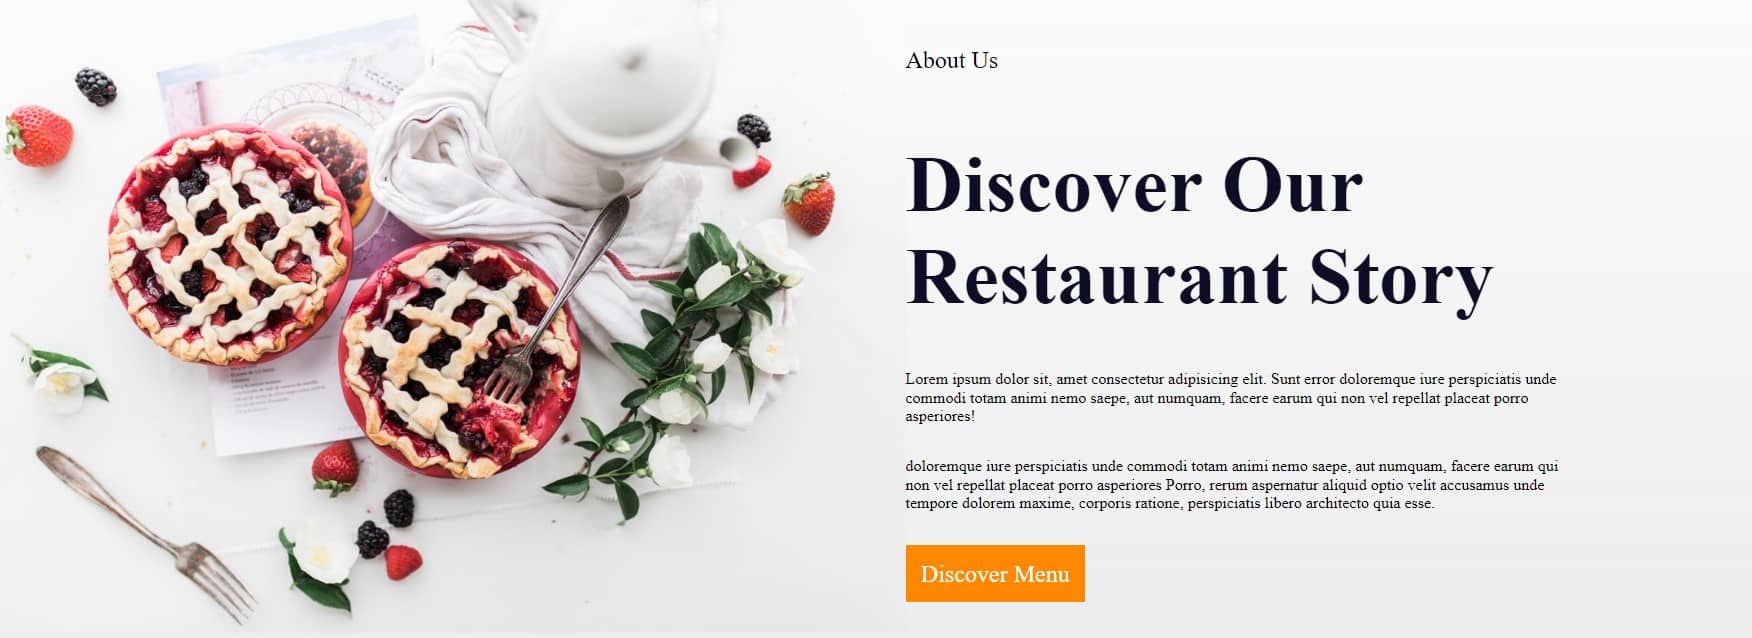 About Us
Discover Our
Restaurant Story
Lorem ipsum dolor sit, amet consectetur adipisicing elit. Sunt error doloremque iure perspiciatis unde
commodi totam animi nemo saepe, aut numquam, facere earum qui non vel repellat placeat porro
asperiores!
doloremque iure perspiciatis unde commodi totam animi nemo saepe, aut numquam, facere earum qui
non vel repellat placeat porro asperiores Porro, rerum aspernatur aliquid optio velit accusamus unde
tempore dolorem maxime, corporis ratione, perspiciatis libero architecto quia esse.
Discover Menu